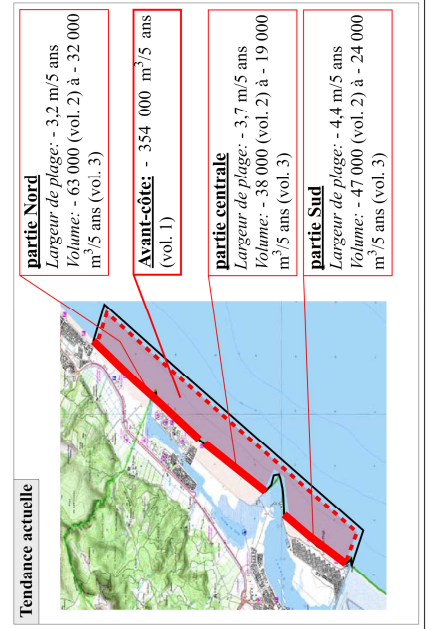 Tendance actuelle
partie Nord
Largeur de plage: - 3,2 m/5 ans
Volume: - 63 000 (vol. 2) à - 32 000
m³/5 ans (vol. 3)
Avant-côte: - 354 000 m³/5 ans
(vol. 1)
partie centrale
Largeur de plage: - 3,7 m/5 ans
Volume: - 38 000 (vol. 2) à - 19 000
m³/5 ans (vol. 3)
partie Sud
Largeur de plage: - 4,4 m/5 ans
Volume: - 47 000 (vol. 2) à - 24 000
m³/5 ans (vol. 3)